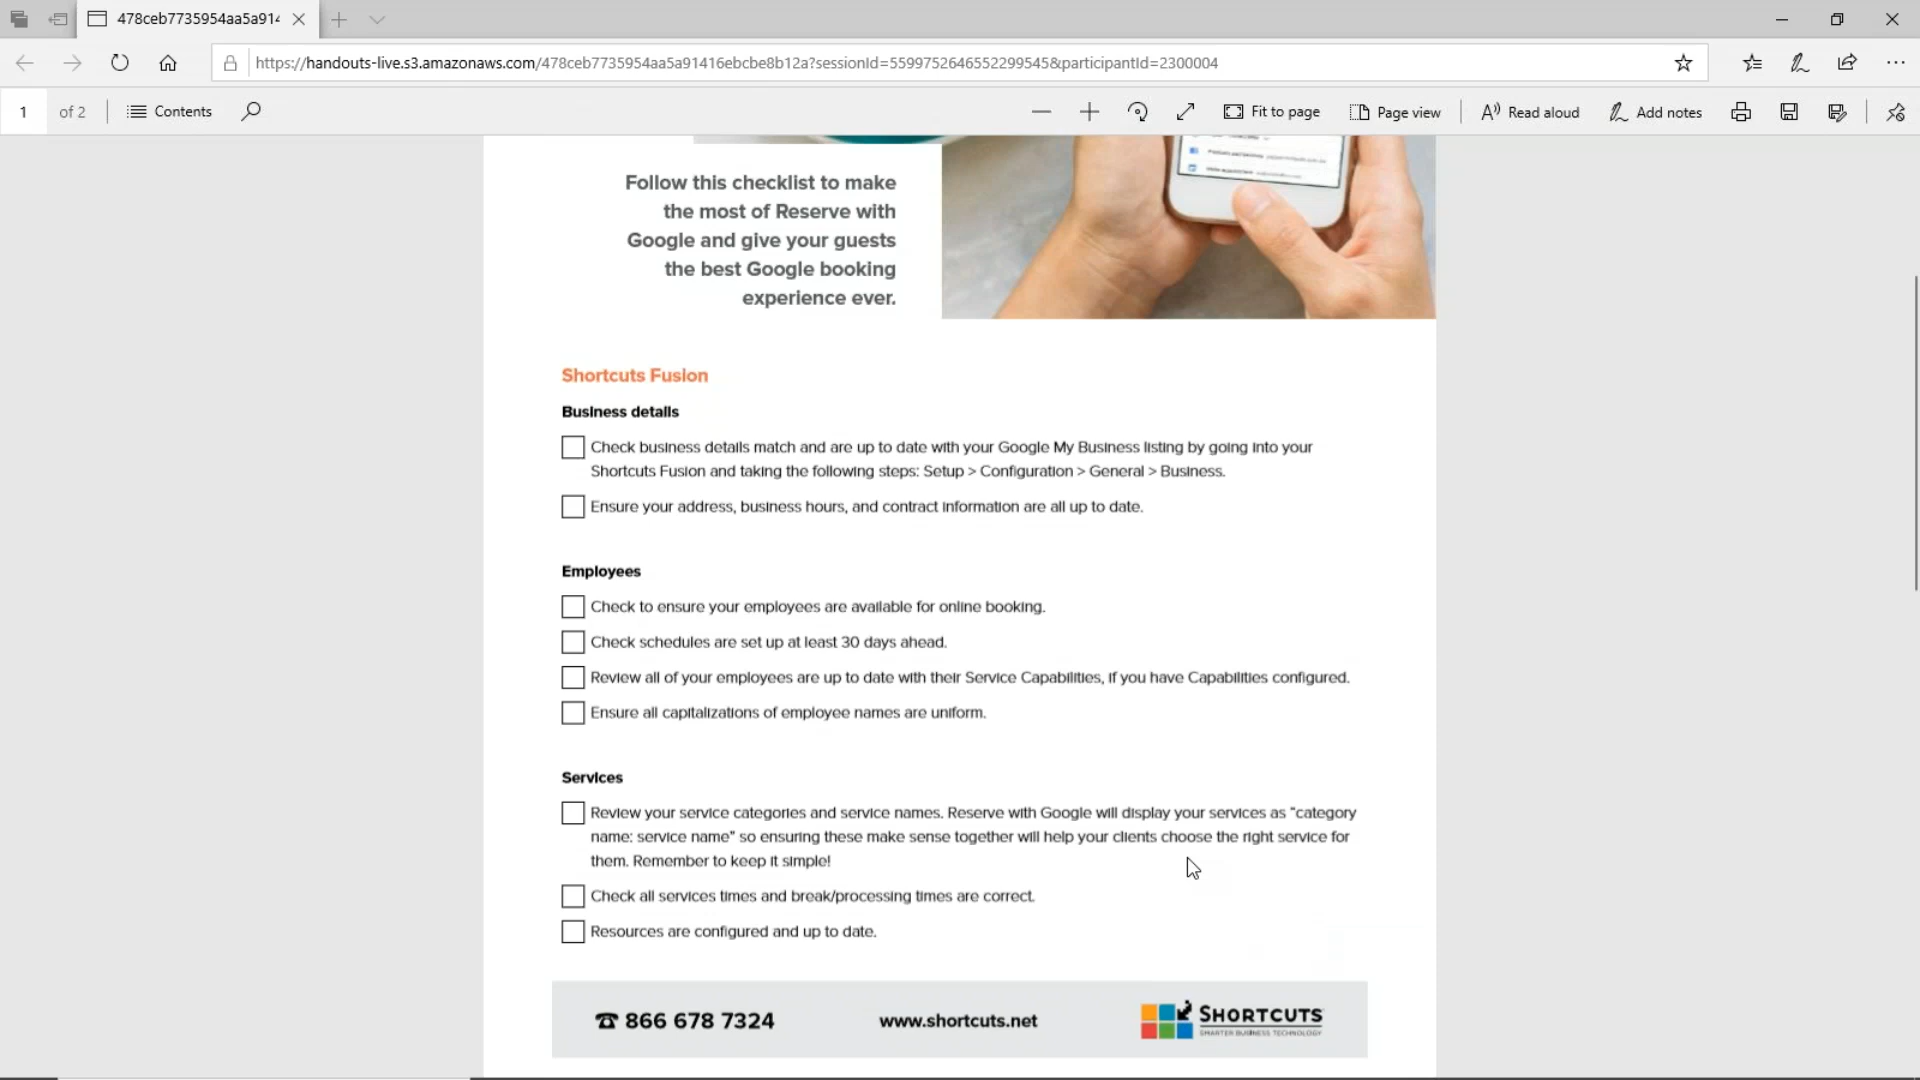 478ceb7735954aa5a914
https://handouts-live.s3.amazonaws.com/478ceb7735954aa5a91416ebcbe8b12a?sessionId=5599752646552299545&participantId=2300004
1 of 2 Contents Fit to page Page view Read aloud Add notes
Follow this checklist to make
the most of Reserve with
Google and give your guests
the best Google booking
experience ever.
Shortcuts Fusion
Business details
Check business details match and are up to date with your Google My Business listing by going into your
Shortcuts Fusion and taking the following steps: Setup > Configuration > General > Business.
Ensure your address, business hours, and contract information are all up to date.
Employees
Check to ensure your employees are available for online booking.
Check schedules are set up at least 30 days ahead.
Review all of your employees are up to date with their Service Capabilities, if you have Capabilities configured.
Ensure all capitalizations of employee names are uniform.
Services
Review your service categories and service names. Reserve with Google will display your services as "category
name: service name" so ensuring these make sense together will help your clients choose the right service for
them. Remember to keep it simple!
Check all services times and break/processing times are correct.
Resources are configured and up to date.
866 678 7324
www.shortcuts.net
SHORTCUTS
SMARTER BUSINESS TECHNOLOGY